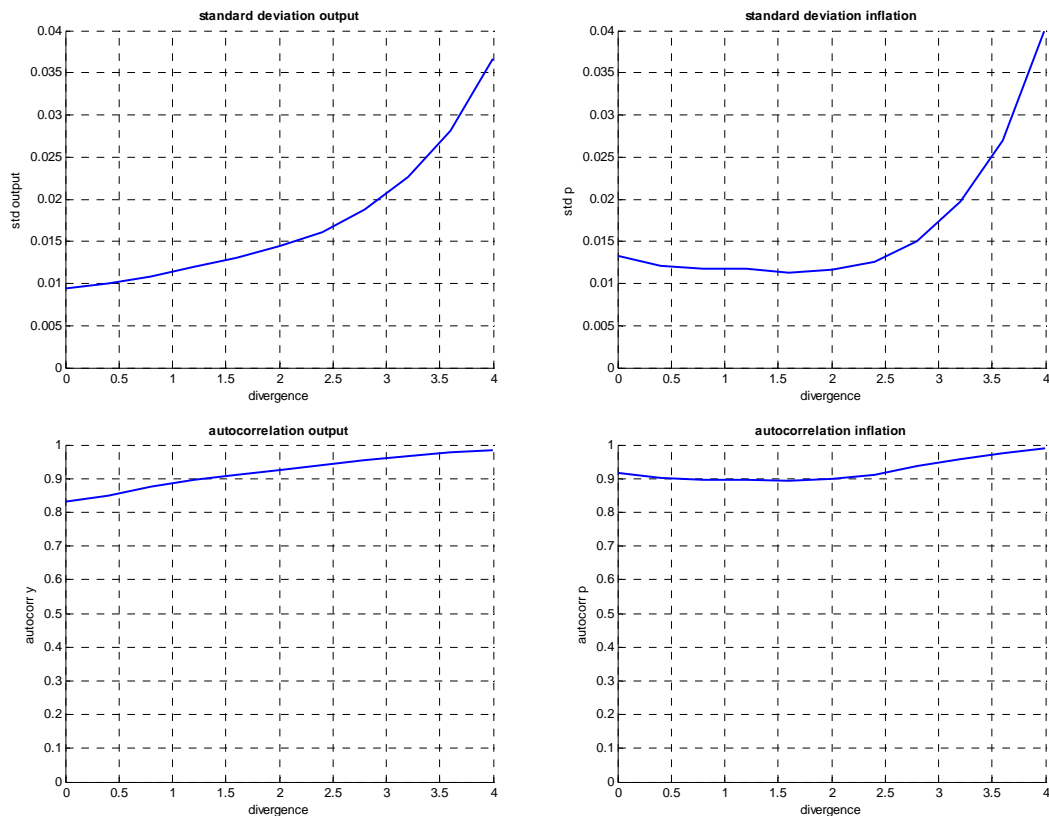 standard deviation output
0.04
0.035
0.03
0.025
0.02
0.015
0.01
0.005
0
std output
0 0.5 1 1.5 2 2.5 3 3.5 4
divergence
standard deviation inflation
0.04
0.035
0.03
0.025
0.02
0.015
0.01
0.005
0
std p
0 0.5 1 1.5 2 2.5 3 3.5 4
divergence
autocorrelation output
1
0.9
0.8
0.7
0.6
0.5
0.4
0.3
0.2
0.1
0
autocorr y
0 0.5 1 1.5 2 2.5 3 3.5 4
divergence
autocorrelation inflation
1
0.9
0.8
0.7
0.6
0.5
0.4
0.3
0.2
0.1
0
autocorr p
0 0.5 1 1.5 2 2.5 3 3.5 4
divergence